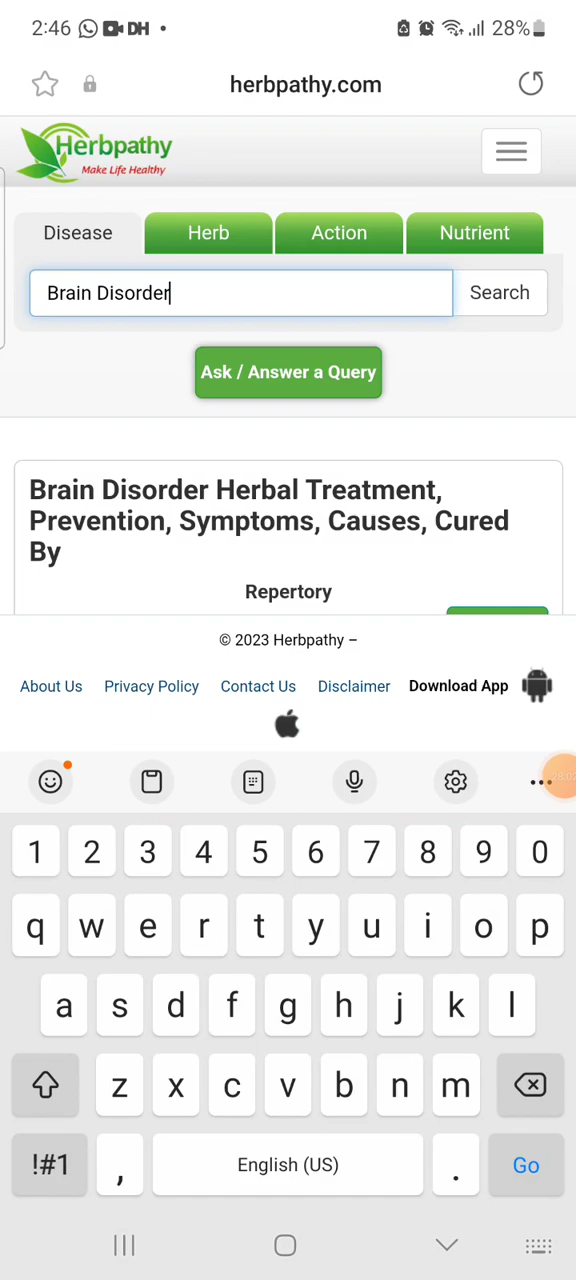 2:46 DH • 28%
herbpathy.com
Herbpathy
Make Life Healthy
Disease Herb Action Nutrient
Brain Disorder Search
Ask / Answer a Query
Brain Disorder Herbal Treatment,
Prevention, Symptoms, Causes, Cured
By
Repertory
© 2023 Herbpathy –
About Us Privacy Policy Contact Us Disclaimer Download App
1 2 3 4 5 6 7 8 9 0
q w e r t y u i o p
a s d f g h j k l
z x c v b n m
!#1 , English (US) . Go